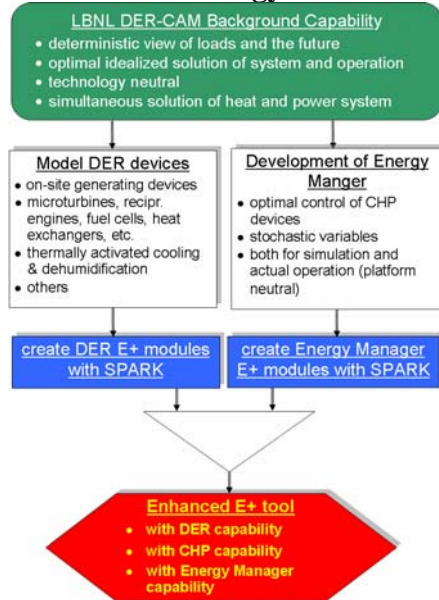 LBNL DER-CAM Background Capability
• deterministic view of loads and the future
• optimal idealized solution of system and operation
• technology neutral
• simultaneous solution of heat and power system
Model DER devices
• on-site generating devices
• microturbines, recipr.
engines, fuel cells, heat
exchangers, etc.
• thermally activated cooling
& dehumidification
• others
Development of Energy
Manger
• optimal control of CHP
devices
• stochastic variables
• both for simulation and
actual operation (platform
neutral)
create DER E+ modules
with SPARK
create Energy Manager
E+ modules with SPARK
Enhanced E+ tool
• with DER capability
• with CHP capability
• with Energy Manager
capability